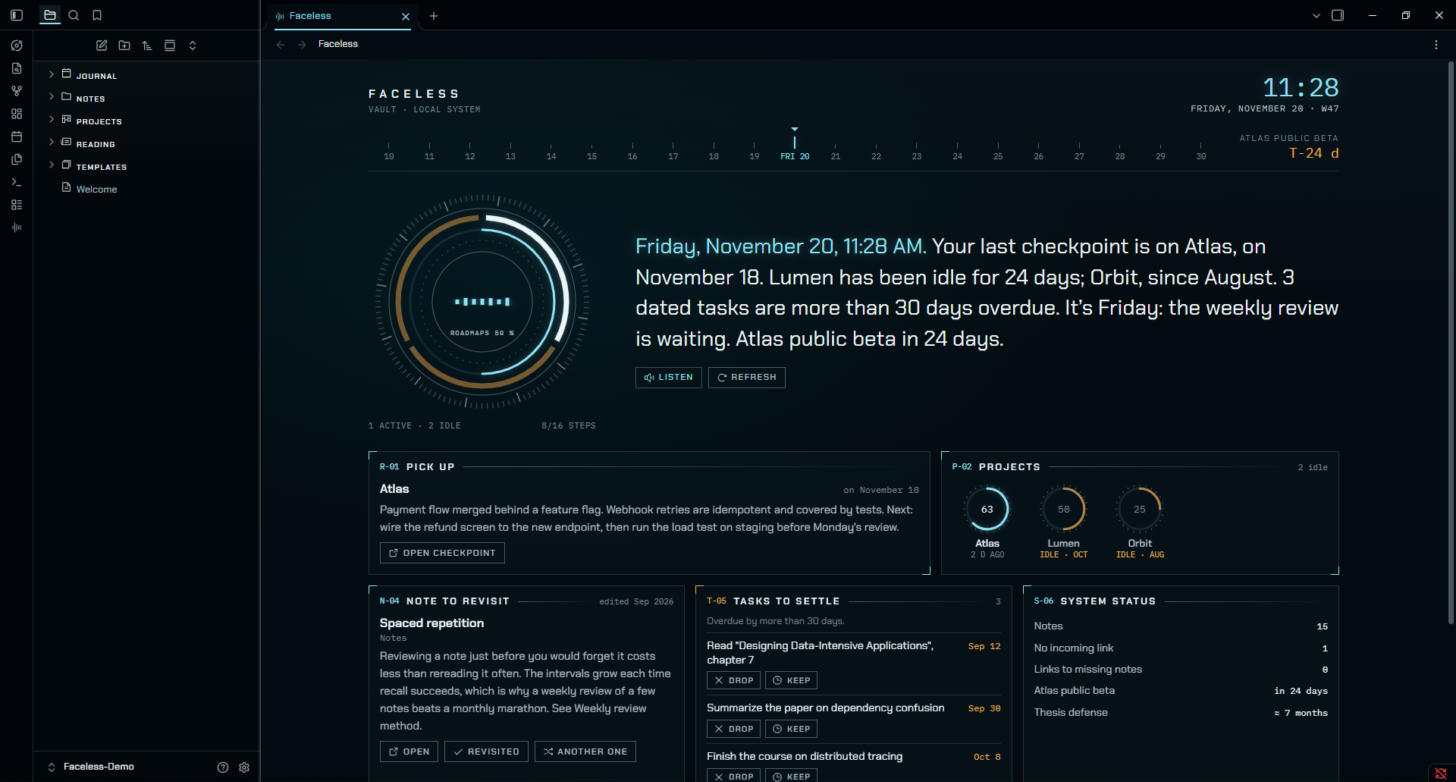 Faceless
Faceless
JOURNAL
NOTES
PROJECTS
READING
TEMPLATES
Welcome
Faceless-Demo
FACELESS
VAULT · LOCAL SYSTEM
11:28
FRIDAY, NOVEMBER 20 · W47
10 11 12 13 14 15 16 17 18 19 FRI 20 21 22 23 24 25 26 27 28 29 30
ATLAS PUBLIC BETA
T-24 d
ROADMAPS 50 %
1 ACTIVE · 2 IDLE
8/16 STEPS
Friday, November 20, 11:28 AM. Your last checkpoint is on Atlas, on
November 18. Lumen has been idle for 24 days; Orbit, since August. 3
dated tasks are more than 30 days overdue. It's Friday: the weekly review
is waiting. Atlas public beta in 24 days.
LISTEN
REFRESH
R-01 PICK UP
Atlas
on November 18
Payment flow merged behind a feature flag. Webhook retries are idempotent and covered by tests. Next:
wire the refund screen to the new endpoint, then run the load test on staging before Monday's review.
OPEN CHECKPOINT
P-02 PROJECTS
2 idle
63
50
25
Atlas
Lumen
Orbit
2 D AGO
IDLE · OCT
IDLE · AUG
N-04 NOTE TO REVISIT
edited Sep 2026
Spaced repetition
Notes
Reviewing a note just before you would forget it costs
less than rereading it often. The intervals grow each time
recall succeeds, which is why a weekly review of a few
notes beats a monthly marathon. See Weekly review
method.
OPEN
REVISITED
ANOTHER ONE
T-05 TASKS TO SETTLE
3
Overdue by more than 30 days.
Read "Designing Data-Intensive Applications",
chapter 7
Sep 12
DROP
KEEP
Summarize the paper on dependency confusion
Sep 30
DROP
KEEP
Finish the course on distributed tracing
Oct 8
DROP
KEEP
S-06 SYSTEM STATUS
Notes
15
No incoming link
1
Links to missing notes
0
Atlas public beta
in 24 days
Thesis defense
≈ 7 months